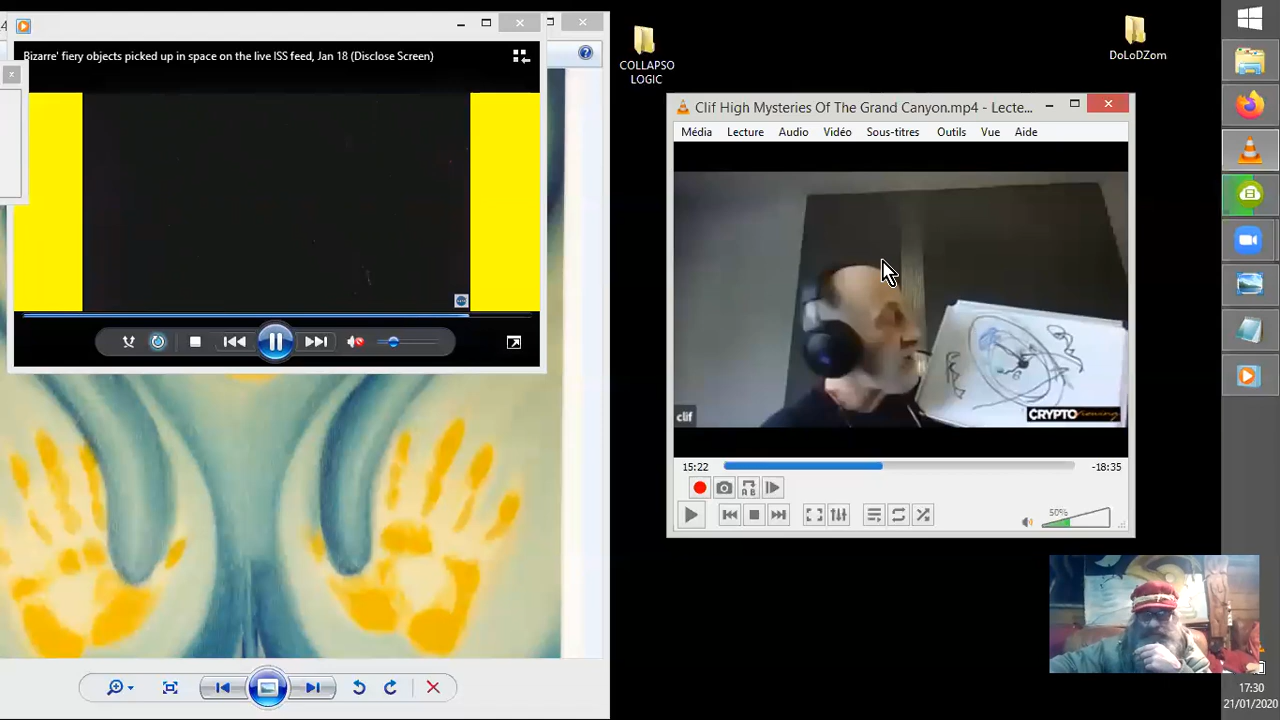 Bizarre' fiery objects picked up in space on the live ISS feed, Jan 18 (Disclose Screen)
COLLAPSO
LOGIC
DoLoDZom
Clif High Mysteries Of The Grand Canyon.mp4 - Lecte...
Média Lecture Audio Vidéo Sous-titres Outils Vue Aide
clif
CRYPTO
15:22
-18:35
50%
17:30
21/01/2020